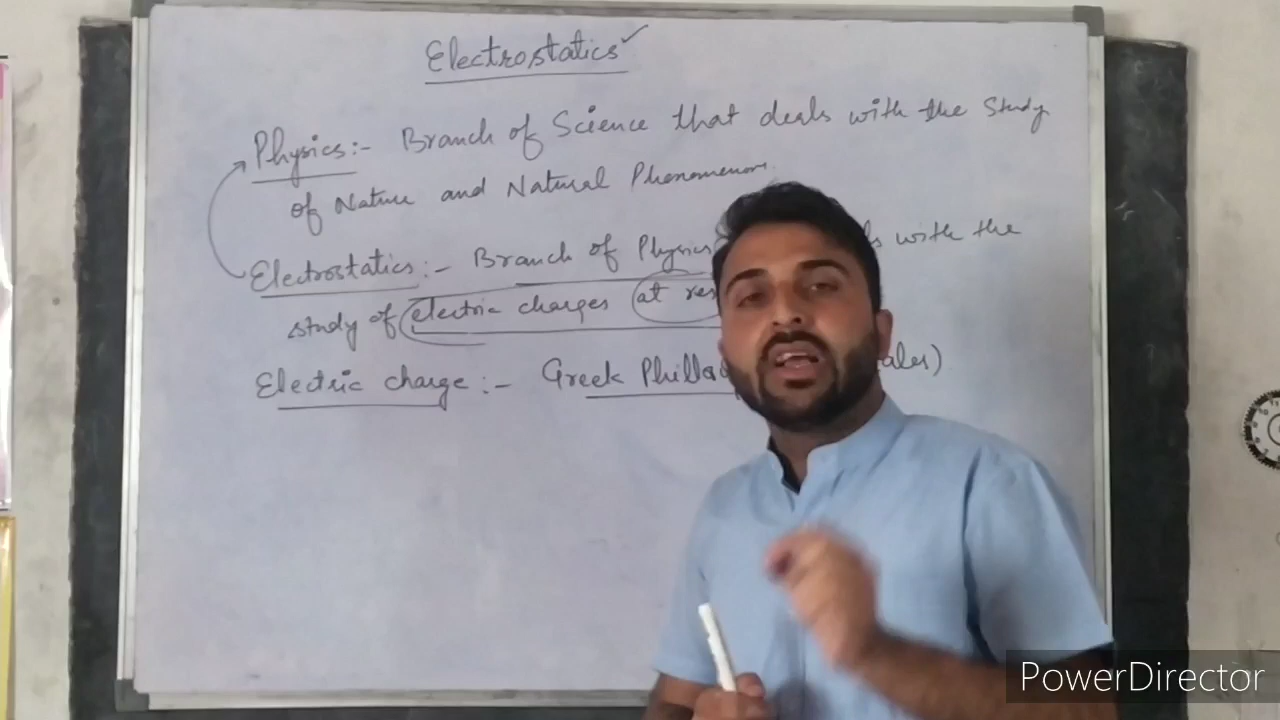 Electrostatics
Physics:- Branch of Science that deals with the Study
of Nature and Natural Phenomenon.
Electrostatics:- Branch of Physics with the
study of electric charges at
Electric charge:- Greek
PowerDirector